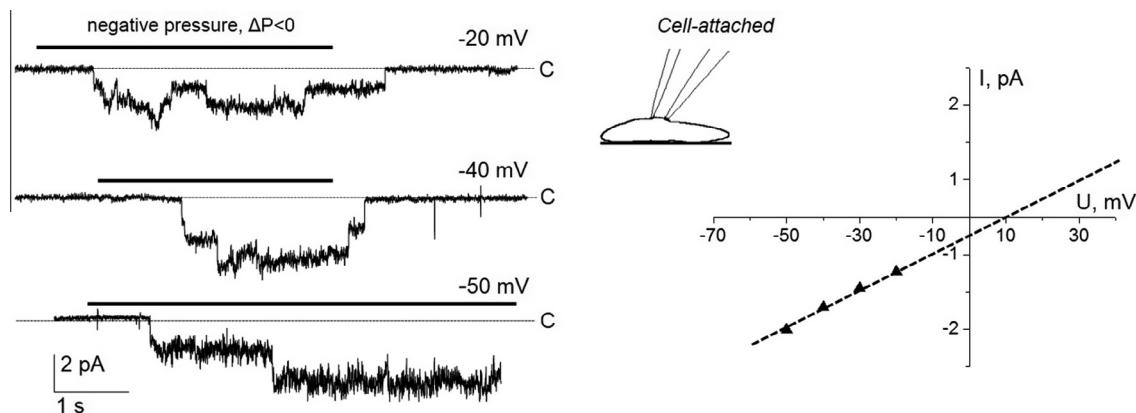 negative pressure, ΔP<0
-20 mV
C
-40 mV
C
-50 mV
C
2 pA
1 s
Cell-attached
I, pA
2
1
U, mV
-70 -50 -30 -10 10 30
-1
-2